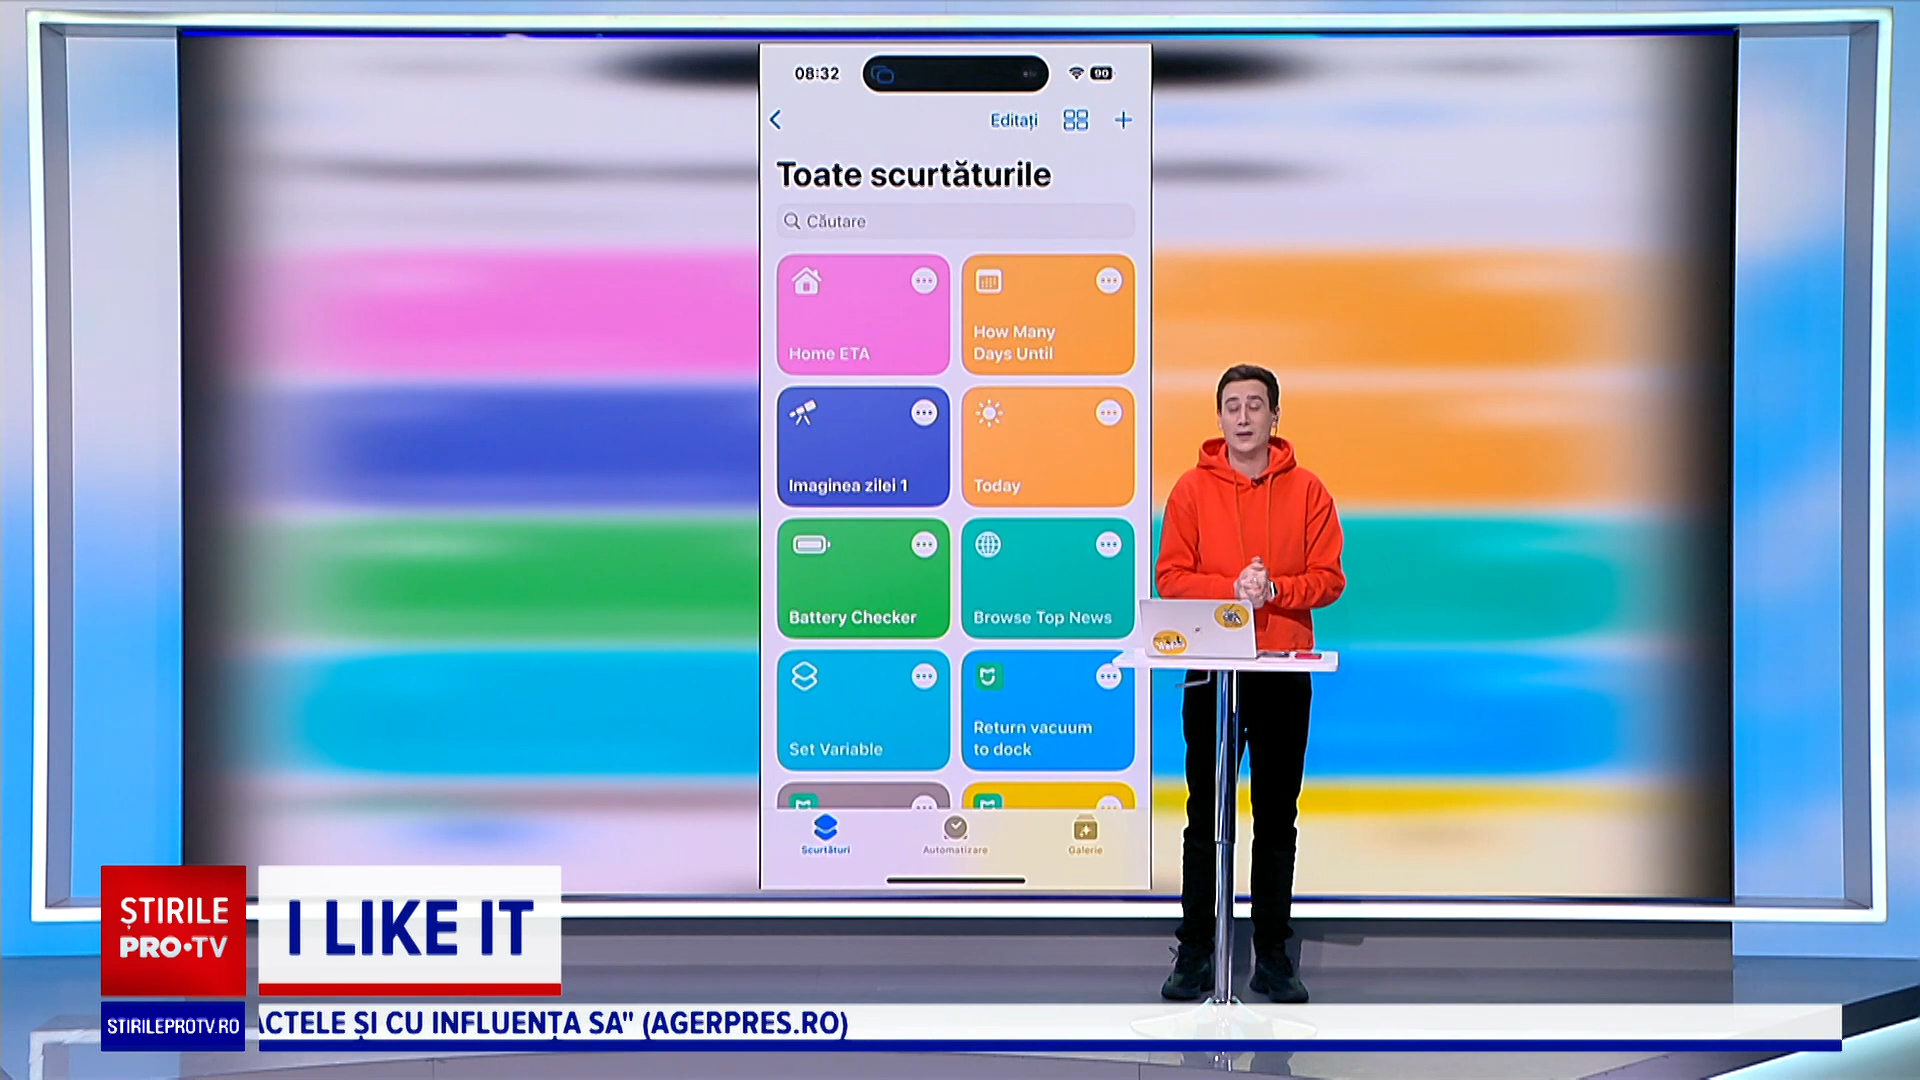 08:32
90
Editați
Toate scurtăturile
Căutare
Home ETA
How Many
Days Until
Imaginea zilei 1
Today
Battery Checker
Browse Top News
Set Variable
Return vacuum
to dock
Scurtături
Automatizare
Galerie
ȘTIRILE
PRO•TV
I LIKE IT
STIRILEPROTV.RO
ACTELE ȘI CU INFLUENȚA SA" (AGERPRES.RO)